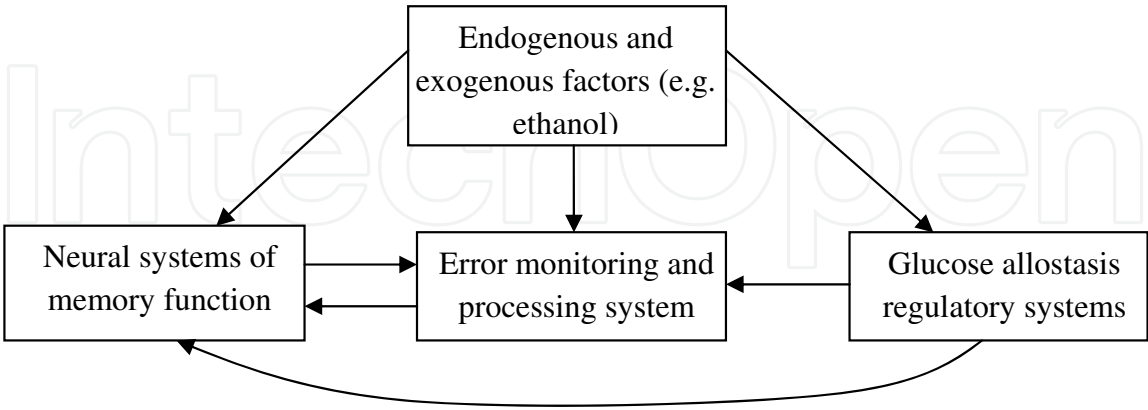 Endogenous and
exogenous factors (e.g.
ethanol)
IntechOpen
Neural systems of
memory function
Error monitoring and
processing system
Glucose allostasis
regulatory systems